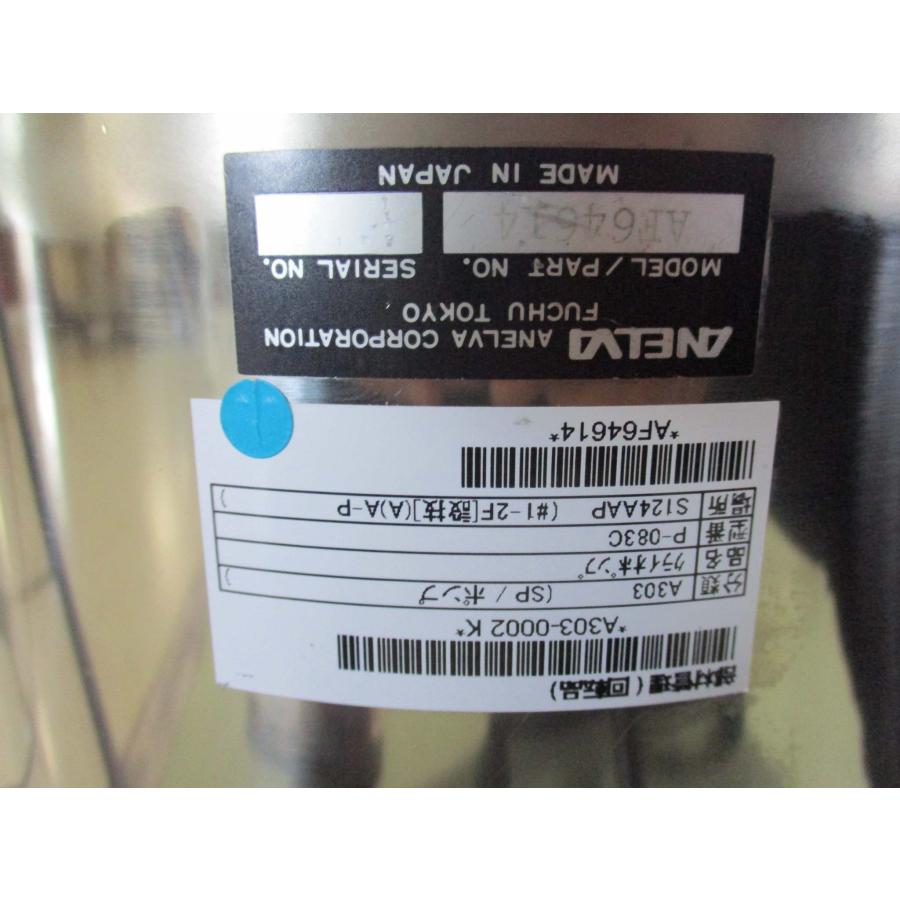 部材管理 ( 回転品 )
*A303-0002 K*
分類 A303 (SP / ポンプ )
品名 クライオポンプ
型番 P-083C
場所 S124AAP (#1-2F[設技](A)A-P )
*AF64614*
ANELVA ANELVA CORPORATION
FUCHU TOKYO
MODEL/PART NO. SERIAL NO.
AF64614
MADE IN JAPAN